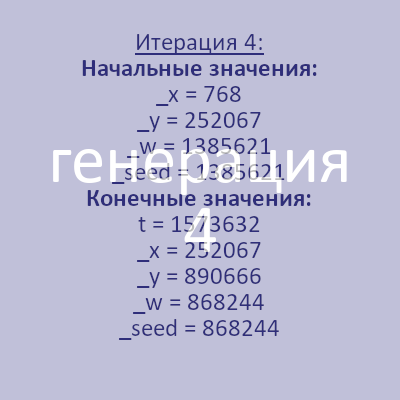 Итерация 4:
Начальные значения:
_x = 768
_y = 252067
_w = 1385621
_seed = 1385621
генерация
Конечные значения:
t = 1573632
4
_x = 252067
_y = 890666
_w = 868244
_seed = 868244